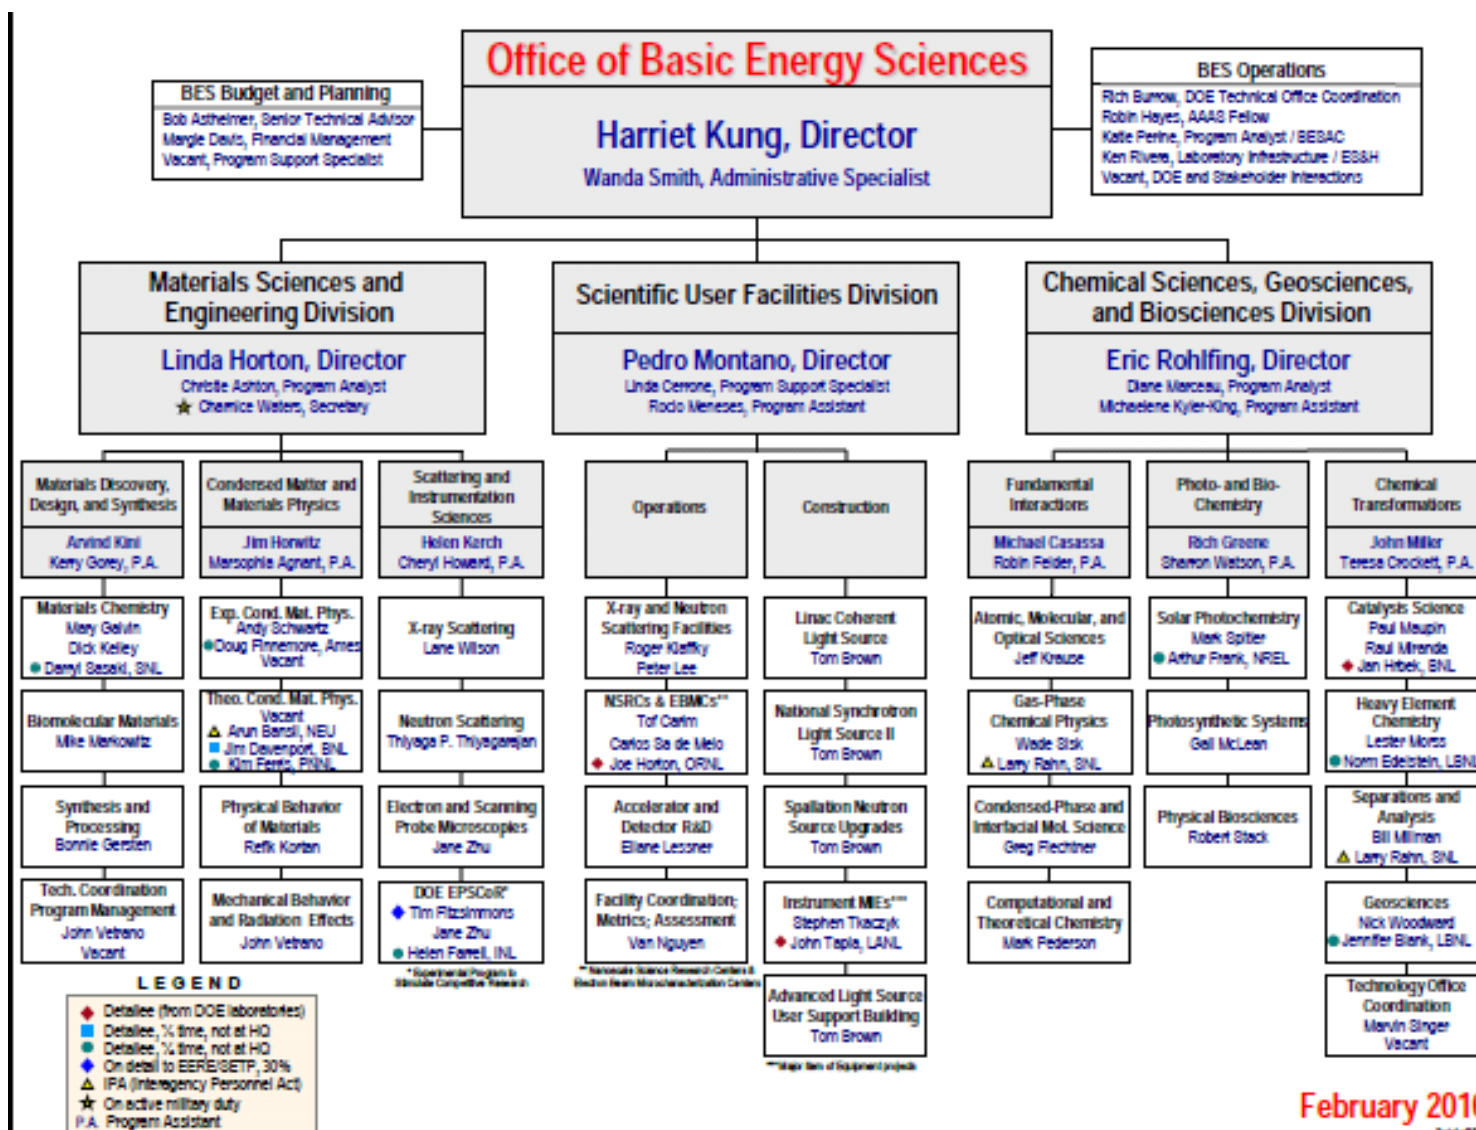 Office of Basic Energy Sciences
Harriet Kung, Director
Wanda Smith, Administrative Specialist
BES Budget and Planning
Bob Astheimer, Senior Technical Advisor
Margie Davis, Financial Management
Vacant, Program Support Specialist
BES Operations
Rich Burrow, DOE Technical Office Coordination
Robin Hayes, AAAS Fellow
Katie Perine, Program Analyst / BESAC
Ken Rivera, Laboratory Infrastructure / ES&H
Vacant, DOE and Stakeholder Interactions
Materials Sciences and
Engineering Division
Linda Horton, Director
Christie Ashton, Program Analyst
Charnice Waters, Secretary
Scientific User Facilities Division
Pedro Montano, Director
Linda Cerrone, Program Support Specialist
Rocio Meneses, Program Assistant
Chemical Sciences, Geosciences,
and Biosciences Division
Eric Rohlfing, Director
Diane Marceau, Program Analyst
Michaelene Kyler-King, Program Assistant
Materials Discovery,
Design, and Synthesis
Arvind Kini
Kerry Gorey, P.A.
Materials Chemistry
Mary Galvin
Dick Kelley
Darryl Sasaki, SNL
Biomolecular Materials
Mike Markowitz
Synthesis and
Processing
Bonnie Gersten
Tech. Coordination
Program Management
John Vetrano
Vacant
Condensed Matter and
Materials Physics
Jim Horwitz
Marsophia Agnant, P.A.
Exp. Cond. Mat. Phys.
Andy Schwartz
Doug Finnemore, Ames
Vacant
Theo. Cond. Mat. Phys.
Vacant
Arun Bansil, NEU
Jim Davenport, BNL
Kim Ferris, PNNL
Physical Behavior
of Materials
Refik Kortan
Mechanical Behavior
and Radiation Effects
John Vetrano
Scattering and
Instrumentation
Sciences
Helen Kerch
Cheryl Howard, P.A.
X-ray Scattering
Lane Wilson
Neutron Scattering
Thiyaga P. Thiyagarajan
Electron and Scanning
Probe Microscopies
Jane Zhu
DOE EPSCoR*
Tim Fitzsimmons
Jane Zhu
Helen Farrell, INL
* Experimental Program to
Stimulate Competitive Research
Operations
X-ray and Neutron
Scattering Facilities
Roger Klaffky
Peter Lee
NSRCs & EBMCs**
Tof Carim
Carlos Sa de Melo
Joe Horton, ORNL
Accelerator and
Detector R&D
Eliane Lessner
Facility Coordination;
Metrics; Assessment
Van Nguyen
** Nanoscale Science Research Centers &
Electron Beam Microcharacterization Centers
Construction
Linac Coherent
Light Source
Tom Brown
National Synchrotron
Light Source II
Tom Brown
Spallation Neutron
Source Upgrades
Tom Brown
Instrument MIEs***
Stephen Tkaczyk
John Tapia, LANL
Advanced Light Source
User Support Building
Tom Brown
*** Major Item of Equipment projects
Fundamental
Interactions
Michael Casassa
Robin Felder, P.A.
Atomic, Molecular, and
Optical Sciences
Jeff Krause
Gas-Phase
Chemical Physics
Wade Sisk
Larry Rahn, SNL
Condensed-Phase and
Interfacial Mol. Science
Greg Fiechtner
Computational and
Theoretical Chemistry
Mark Pederson
Photo- and Bio-
Chemistry
Rich Greene
Sharron Watson, P.A.
Solar Photochemistry
Mark Spitler
Arthur Frank, NREL
Photosynthetic Systems
Gail McLean
Physical Biosciences
Robert Stack
Chemical
Transformations
John Miller
Teresa Crockett, P.A.
Catalysis Science
Paul Maupin
Raul Miranda
Jan Hrbek, BNL
Heavy Element
Chemistry
Lester Morss
Norm Edelstein, LBNL
Separations and
Analysis
Bill Millman
Larry Rahn, SNL
Geosciences
Nick Woodward
Jennifer Blank, LBNL
Technology Office
Coordination
Marvin Singer
Vacant
LEGEND
Detailee (from DOE laboratories)
Detailee, ½ time, not at HQ
Detailee, ¼ time, not at HQ
On detail to EERE/SETP, 30%
IPA (Interagency Personnel Act)
On active military duty
P.A. Program Assistant
February 2010